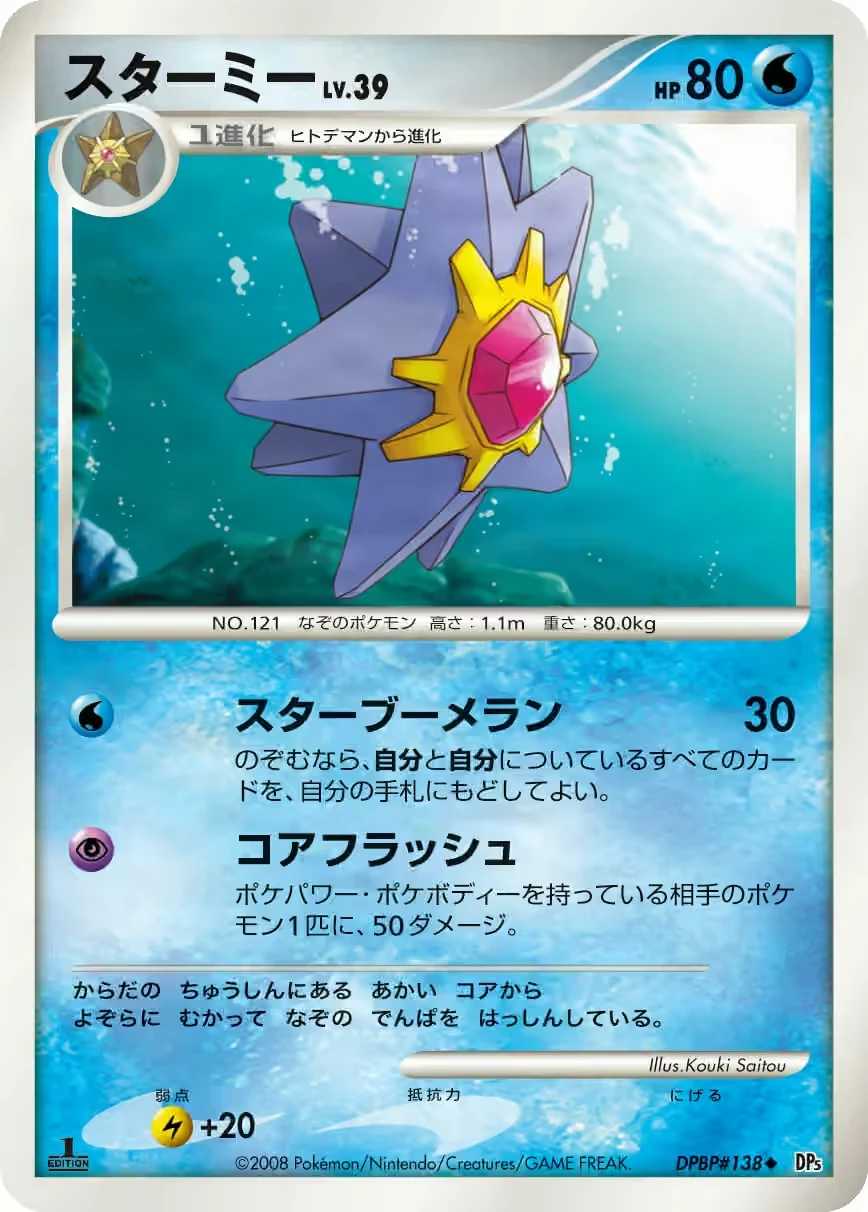 スターミー LV.39 HP 80
1進化 ヒトデマンから進化
NO.121 なぞのポケモン 高さ:1.1m 重さ:80.0kg
スターブーメラン 30
のぞむなら、自分と自分についているすべてのカー
ドを、自分の手札にもどしてよい。
コアフラッシュ
ポケパワー・ポケボディーを持っている相手のポケ
モン1匹に、50ダメージ。
からだの ちゅうしんにある あかい コアから
よぞらに むかって なぞの でんぱを はっしんしている。
Illus.Kouki Saitou
弱点 抵抗力 にげる
+20
1 EDITION
©2008 Pokémon/Nintendo/Creatures/GAME FREAK. DPBP#138◆ DP5